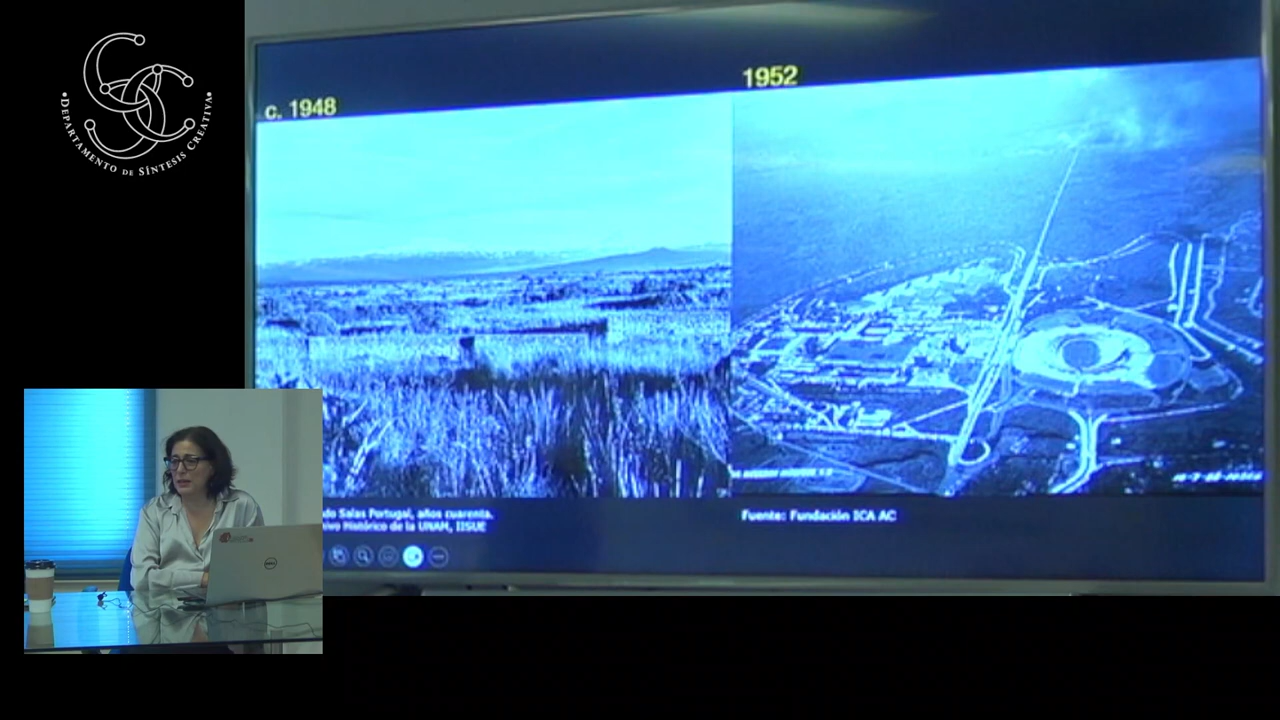 •DEPARTAMENTO DE SÍNTESIS CREATIVA•
c. 1948
1952
do Salas Portugal, años cuarenta.
ivo Histórico de la UNAM, IISUE
Fuente: Fundación ICA AC
DELL